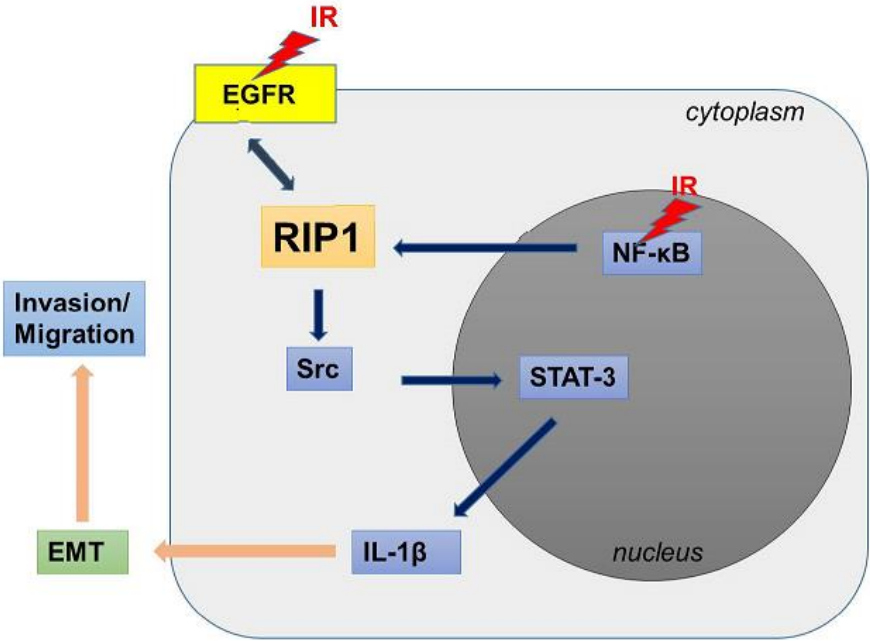 IR
EGFR
cytoplasm
IR
RIP1
NF-κB
Invasion/
Migration
Src
STAT-3
EMT
IL-1β
nucleus